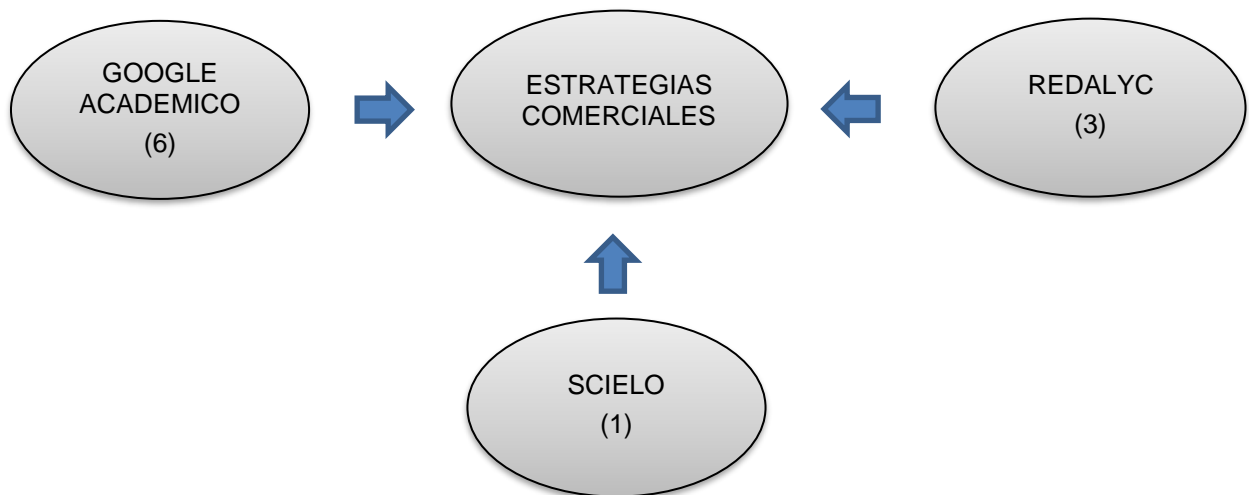 GOOGLE
ACADEMICO
(6)
ESTRATEGIAS
COMERCIALES
REDALYC
(3)
SCIELO
(1)